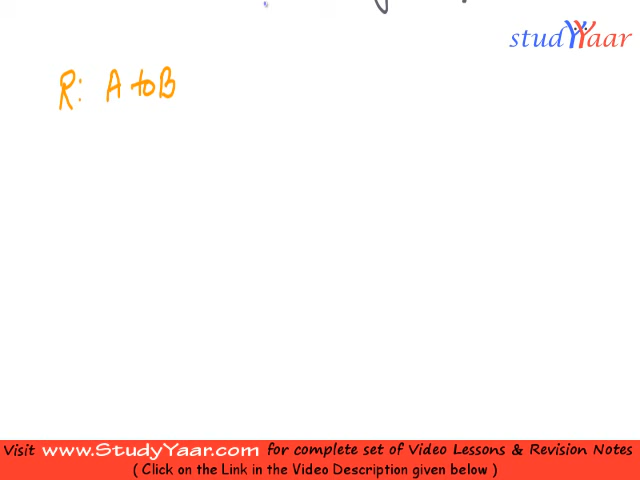 studYYaar
R: A to B
Visit www.StudyYaar.com for complete set of Video Lessons & Revision Notes
( Click on the Link in the Video Description given below )